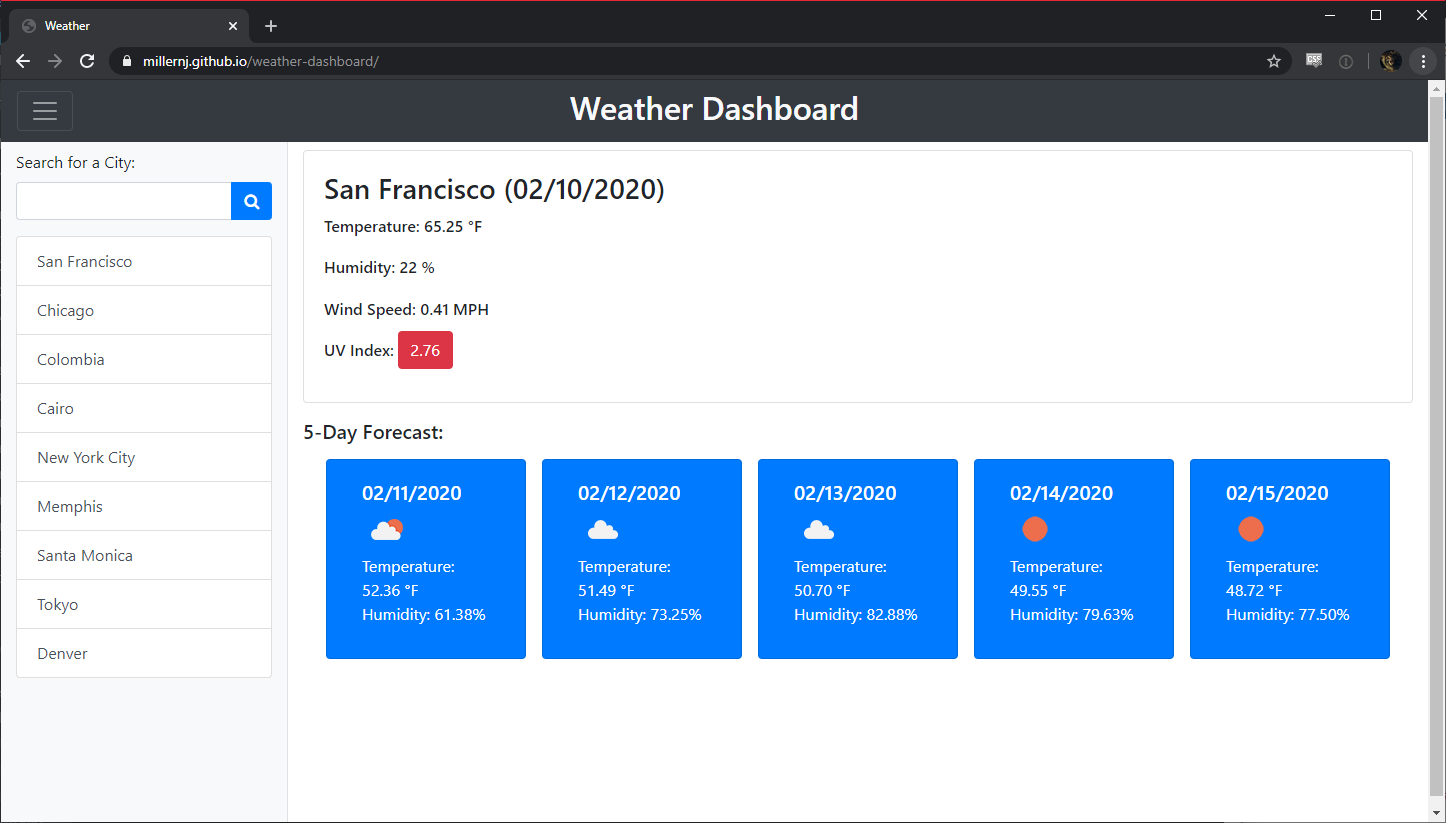 Weather
millernj.github.io/weather-dashboard/
CSP
Weather Dashboard
Search for a City:
San Francisco
Chicago
Colombia
Cairo
New York City
Memphis
Santa Monica
Tokyo
Denver
San Francisco (02/10/2020)
Temperature: 65.25 °F
Humidity: 22 %
Wind Speed: 0.41 MPH
UV Index: 2.76
5-Day Forecast:
02/11/2020
Temperature:
52.36 °F
Humidity: 61.38%
02/12/2020
Temperature:
51.49 °F
Humidity: 73.25%
02/13/2020
Temperature:
50.70 °F
Humidity: 82.88%
02/14/2020
Temperature:
49.55 °F
Humidity: 79.63%
02/15/2020
Temperature:
48.72 °F
Humidity: 77.50%